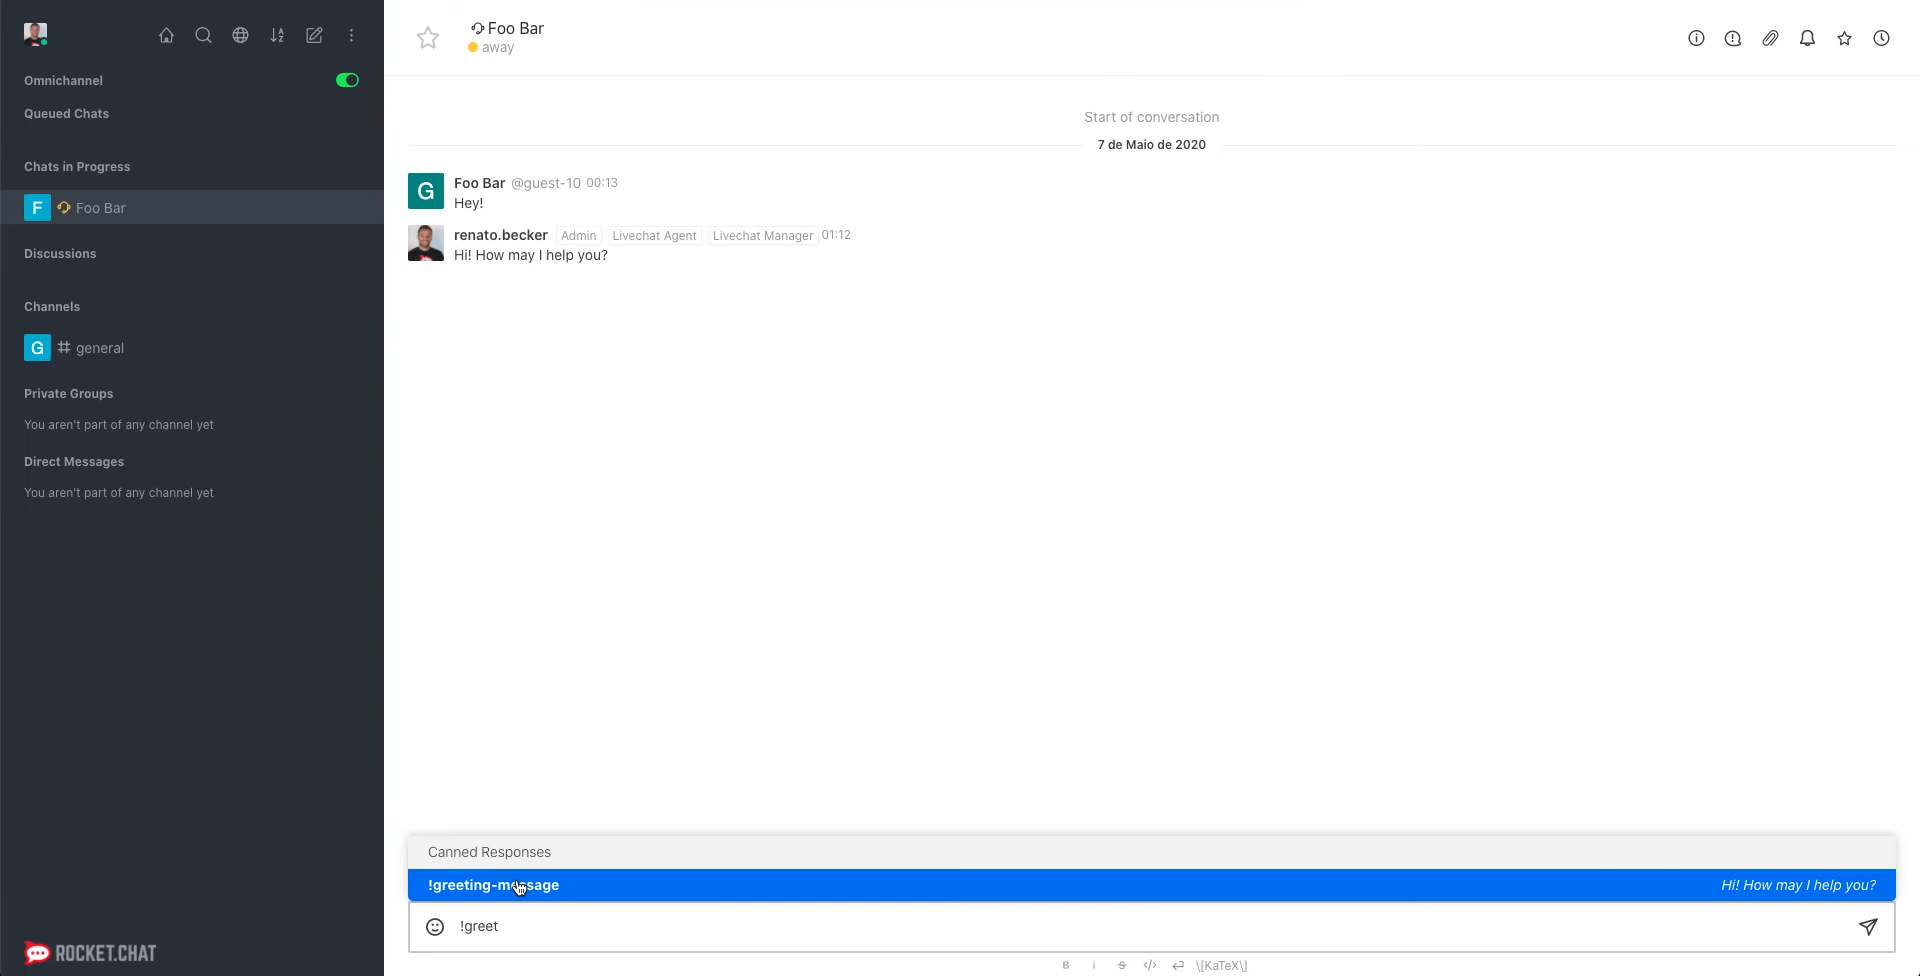 Omnichannel
Queued Chats
Chats in Progress
F Foo Bar
Discussions
Channels
G # general
Private Groups
You aren't part of any channel yet
Direct Messages
You aren't part of any channel yet
ROCKET.CHAT
Foo Bar
away
Start of conversation
7 de Maio de 2020
G
Foo Bar @guest-10 00:13
Hey!
renato.becker Admin Livechat Agent Livechat Manager 01:12
Hi! How may I help you?
Canned Responses
!greeting-message Hi! How may I help you?
!greet
B i S </> \[KaTeX\]